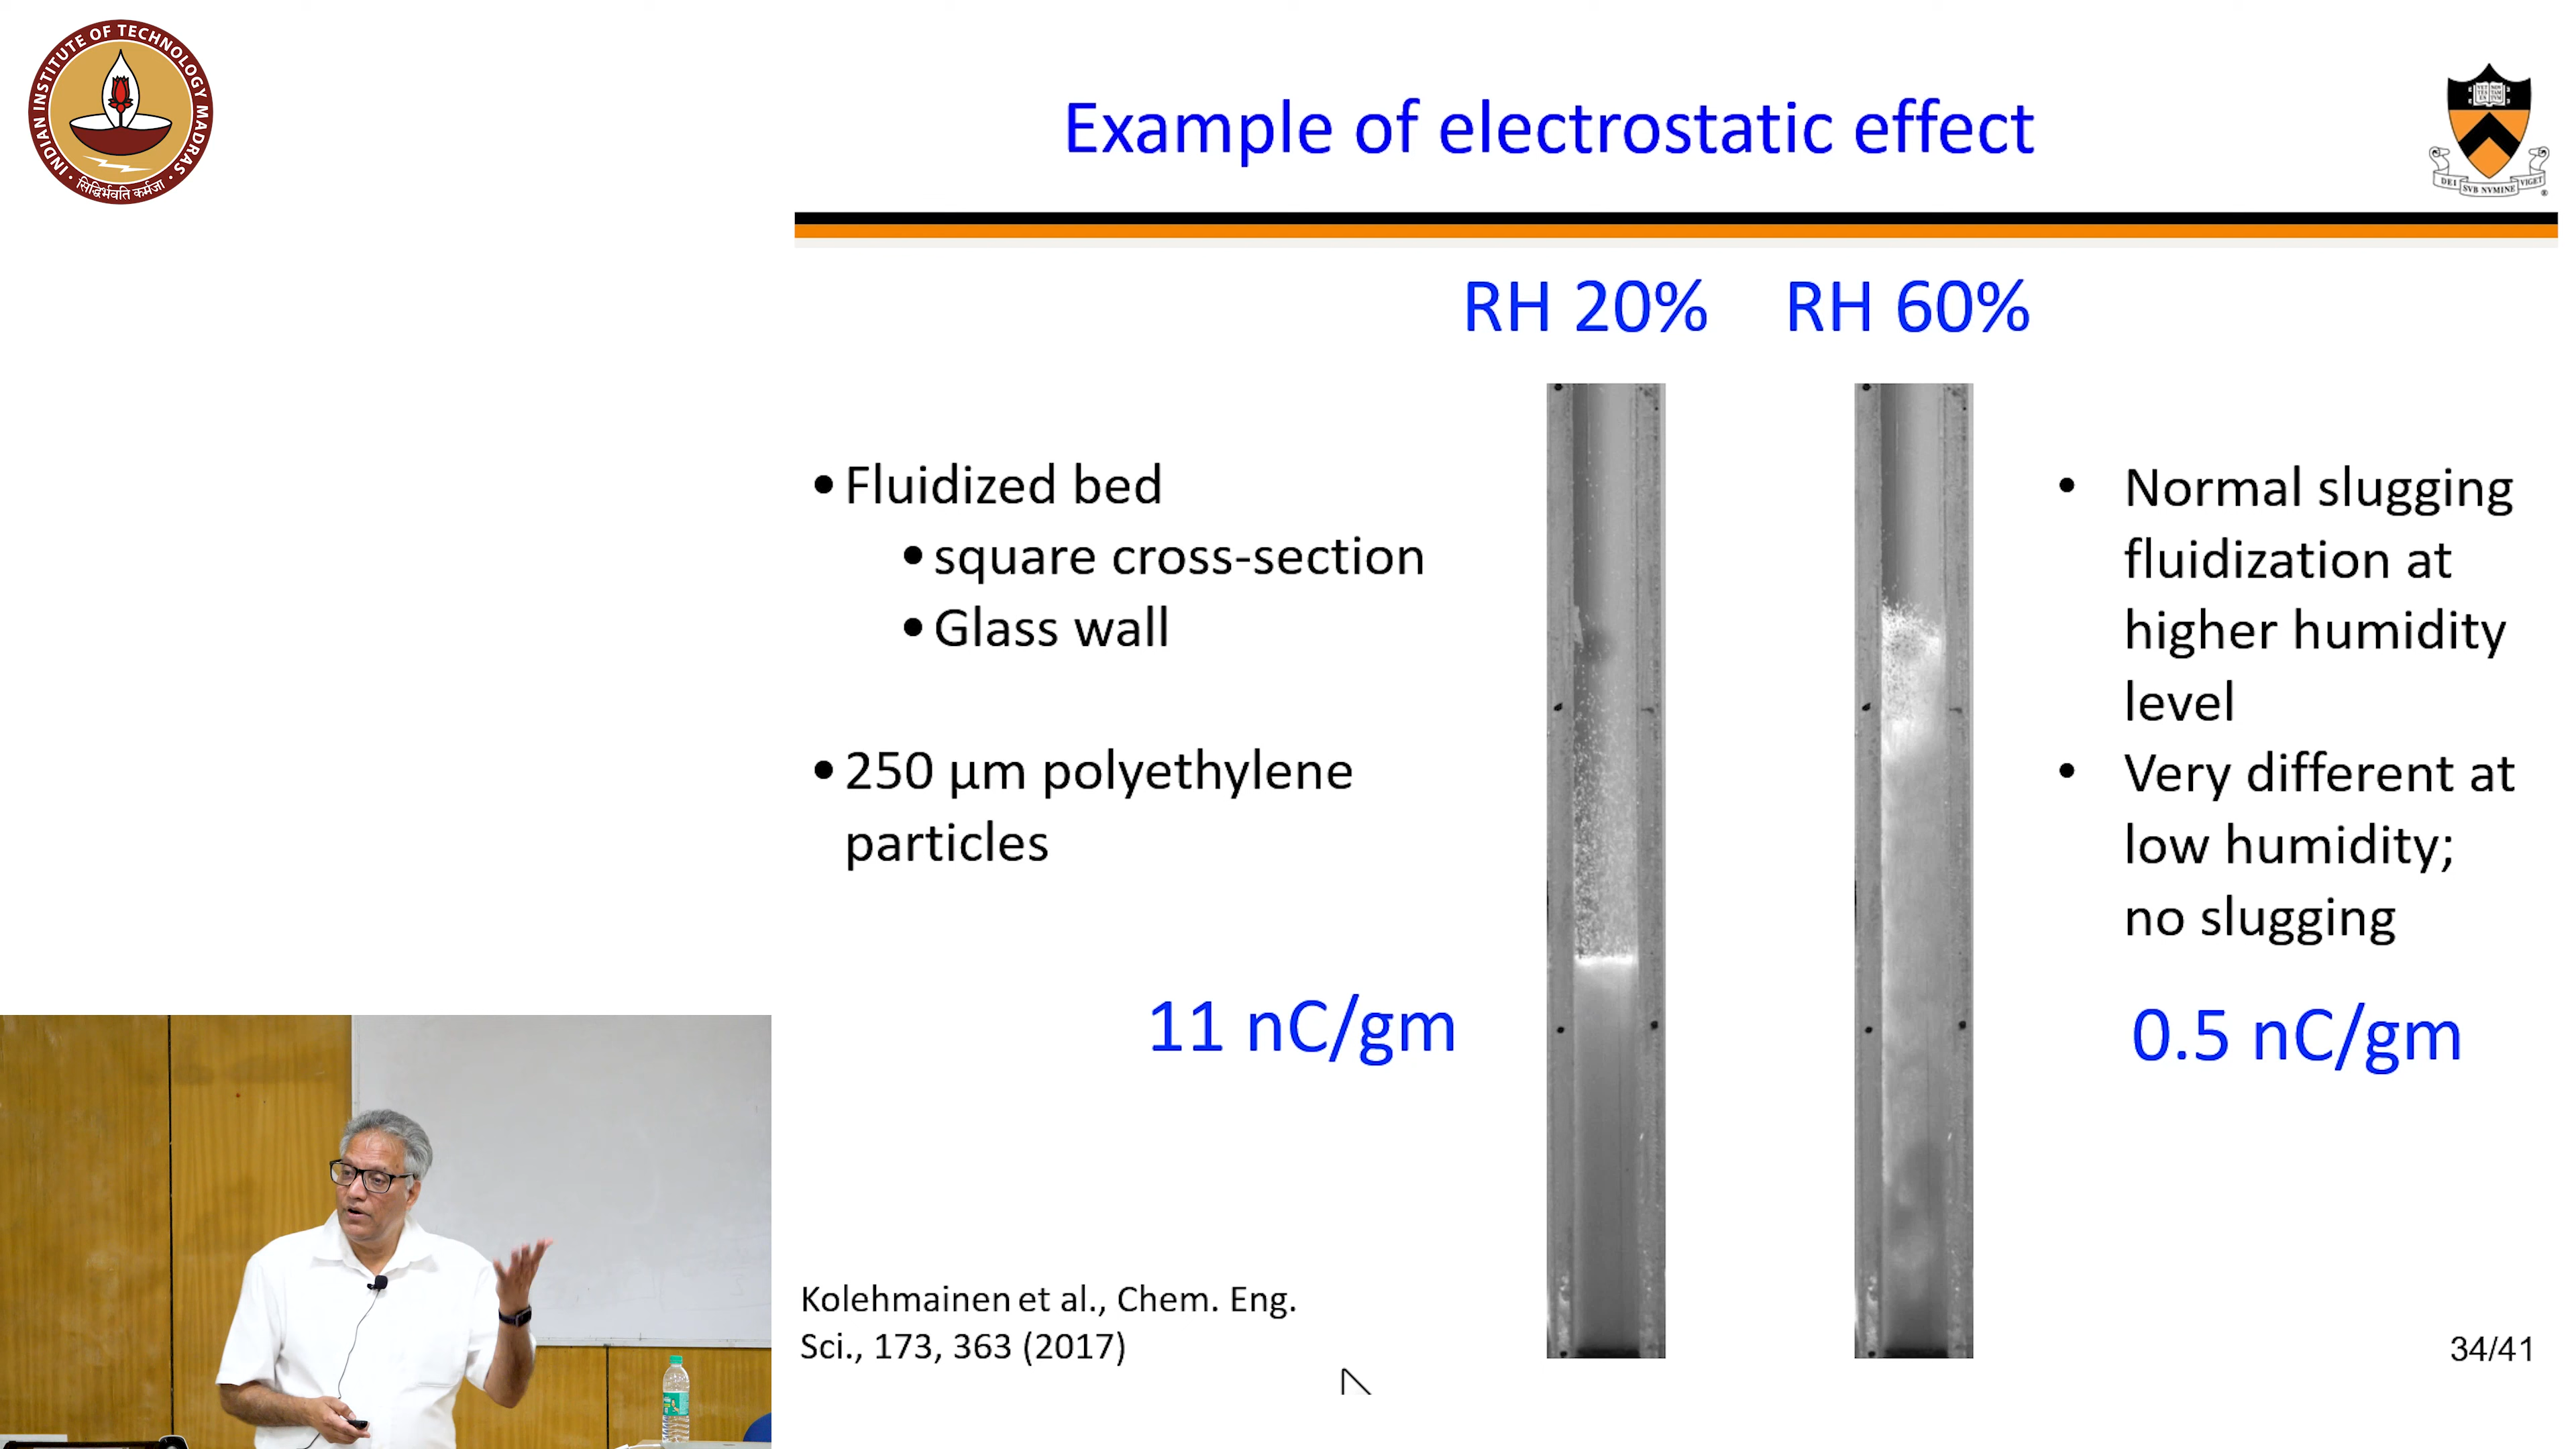 INDIAN INSTITUTE OF TECHNOLOGY MADRAS
सिद्धिर्भवति कर्मजा
Example of electrostatic effect
DEI SVB NVMINE VIGET
RH 20%
RH 60%
• Fluidized bed
• square cross-section
• Glass wall
• 250 µm polyethylene
particles
11 nC/gm
• Normal slugging
fluidization at
higher humidity
level
• Very different at
low humidity;
no slugging
0.5 nC/gm
Kolehmainen et al., Chem. Eng.
Sci., 173, 363 (2017)
34/41